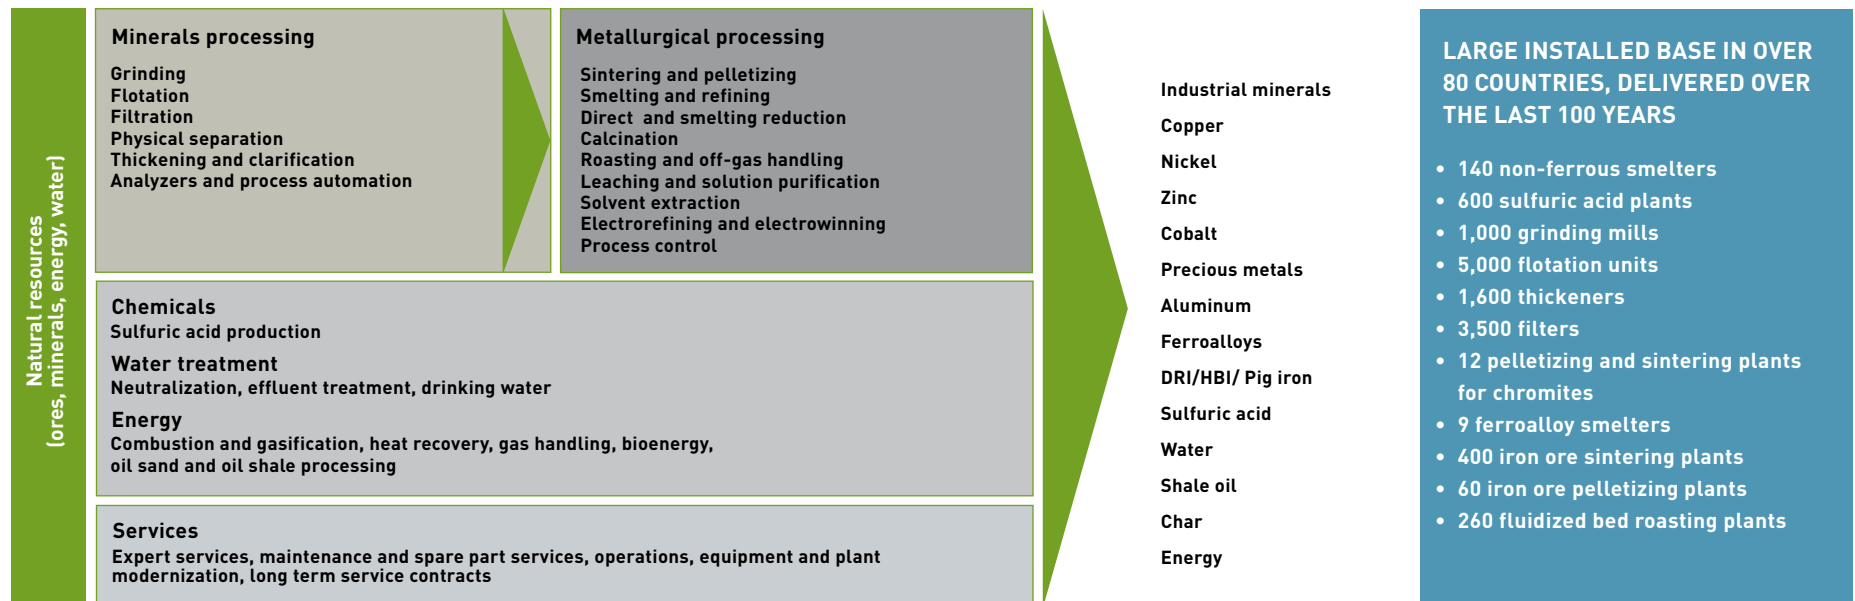 Natural resources
(ores, minerals, energy, water)
Minerals processing
Grinding
Flotation
Filtration
Physical separation
Thickening and clarification
Analyzers and process automation
Metallurgical processing
Sintering and pelletizing
Smelting and refining
Direct and smelting reduction
Calcination
Roasting and off-gas handling
Leaching and solution purification
Solvent extraction
Electrorefining and electrowinning
Process control
Chemicals
Sulfuric acid production
Water treatment
Neutralization, effluent treatment, drinking water
Energy
Combustion and gasification, heat recovery, gas handling, bioenergy,
oil sand and oil shale processing
Services
Expert services, maintenance and spare part services, operations, equipment and plant
modernization, long term service contracts
Industrial minerals
Copper
Nickel
Zinc
Cobalt
Precious metals
Aluminum
Ferroalloys
DRI/HBI/ Pig iron
Sulfuric acid
Water
Shale oil
Char
Energy
LARGE INSTALLED BASE IN OVER
80 COUNTRIES, DELIVERED OVER
THE LAST 100 YEARS
• 140 non-ferrous smelters
• 600 sulfuric acid plants
• 1,000 grinding mills
• 5,000 flotation units
• 1,600 thickeners
• 3,500 filters
• 12 pelletizing and sintering plants
for chromites
• 9 ferroalloy smelters
• 400 iron ore sintering plants
• 60 iron ore pelletizing plants
• 260 fluidized bed roasting plants